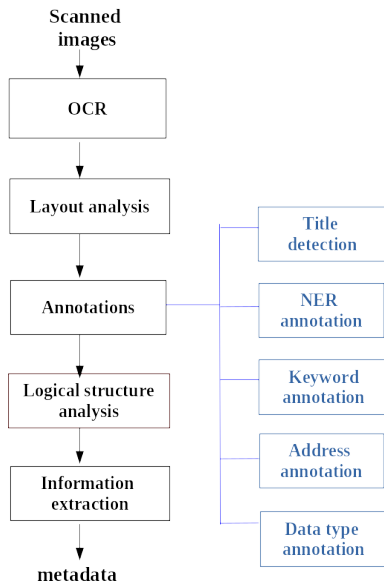 Scanned
images
OCR
Layout analysis
Annotations
Logical structure
analysis
Information
extraction
metadata
Title
detection
NER
annotation
Keyword
annotation
Address
annotation
Data type
annotation